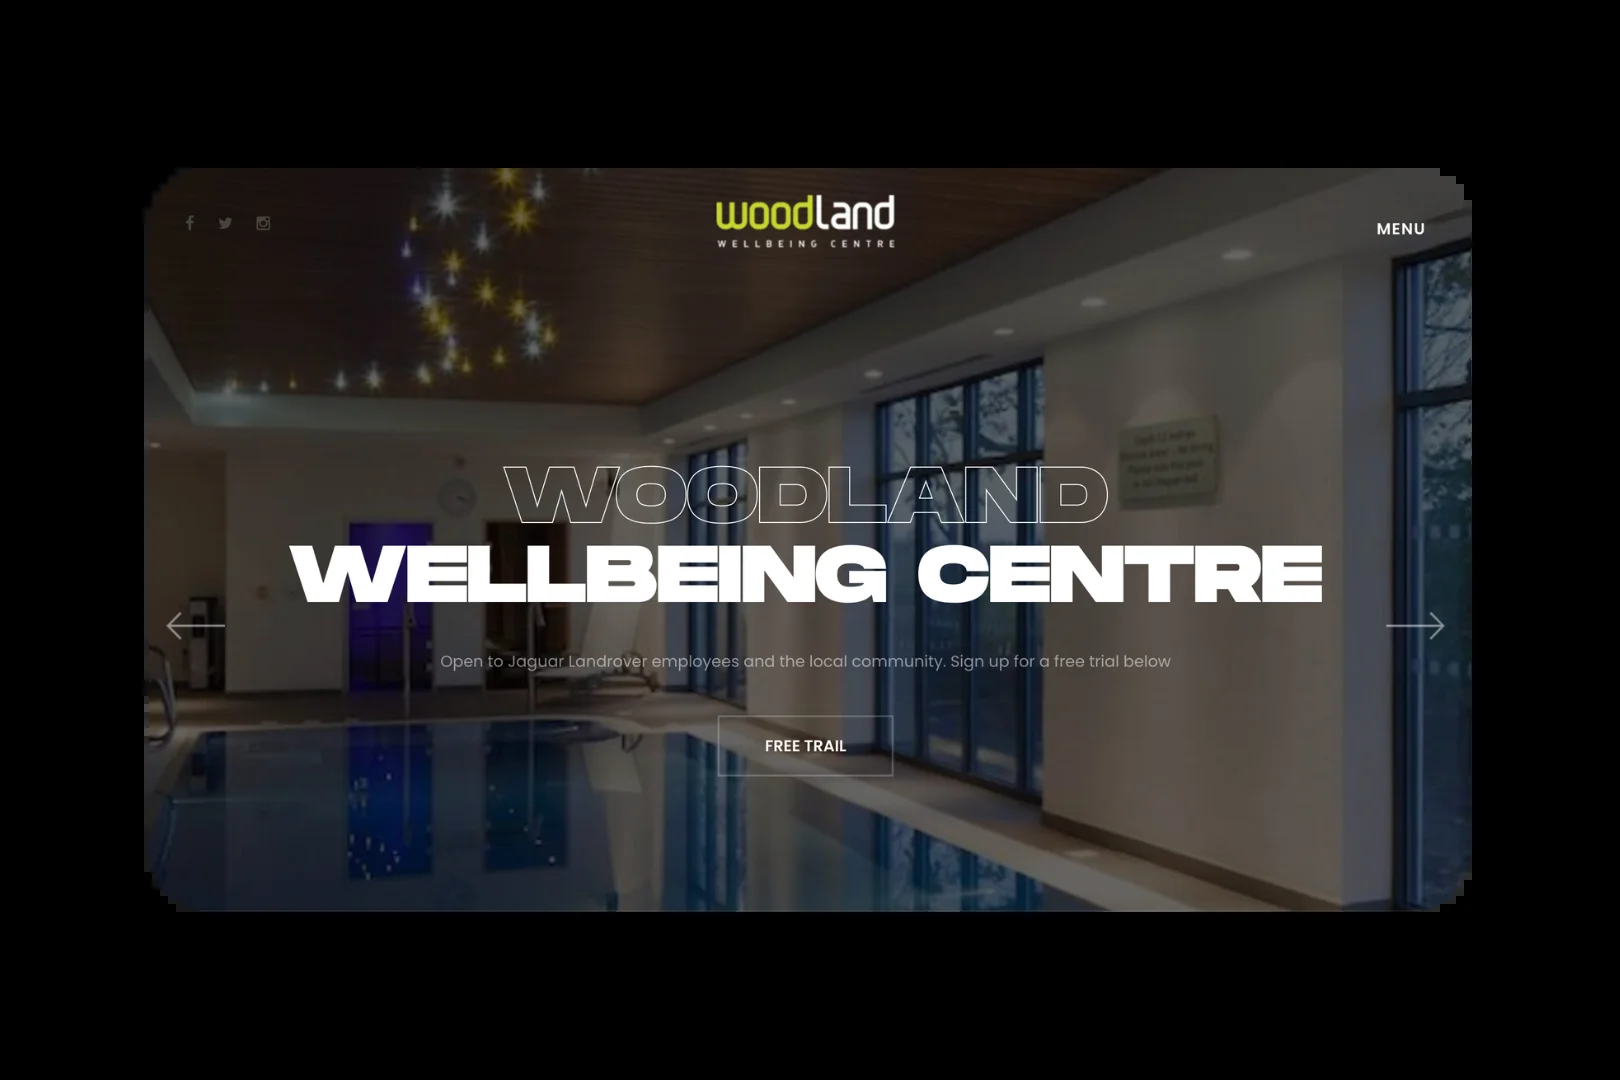 woodland
WELLBEING CENTRE
MENU
WOODLAND
WELLBEING CENTRE
Open to Jaguar Landrover employees and the local community. Sign up for a free trial below
FREE TRAIL